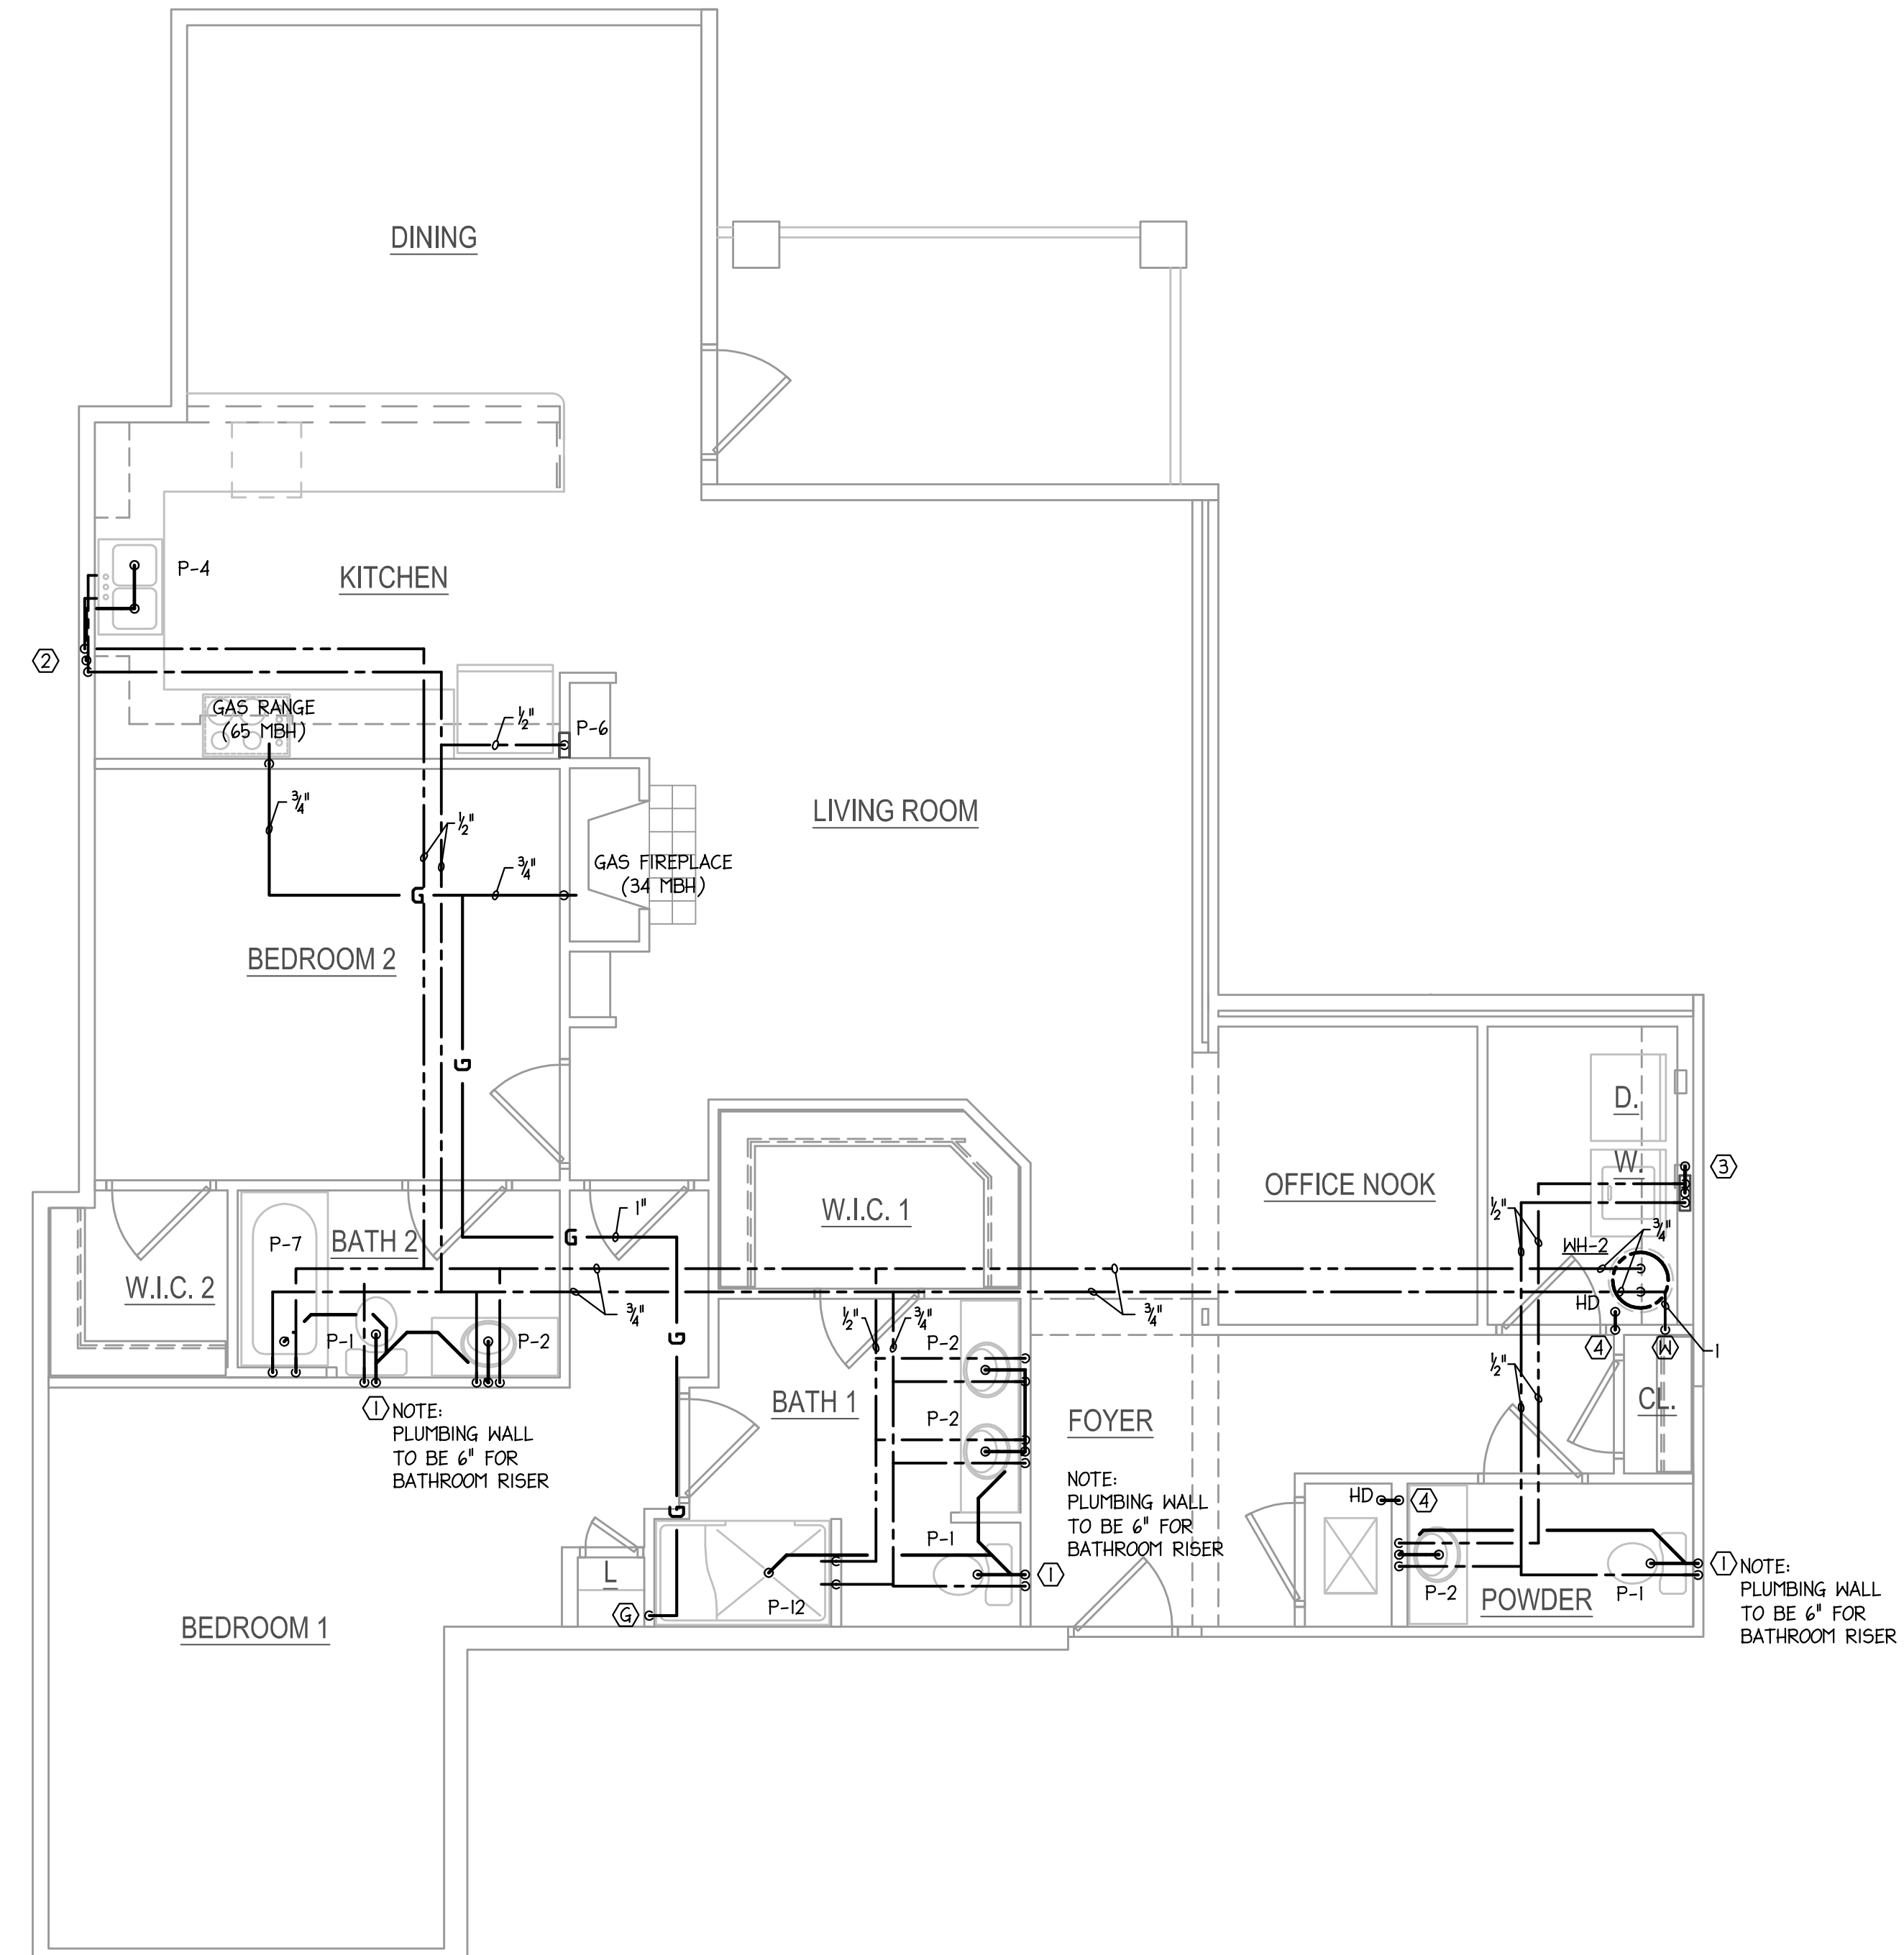 DINING
P-4
KITCHEN
2
GAS RANGE
(65 MBH)
1/2"
P-6
3/4"
1/2"
3/4"
LIVING ROOM
GAS FIREPLACE
(34 MBH)
G
BEDROOM 2
G
D.
W.
3
OFFICE NOOK
W.I.C. 1
1/2"
3/4"
WH-2
1"
G
P-7
BATH 2
W.I.C. 2
3/4"
3/4"
HD
P-1
P-2
1/2"
3/4"
G
P-2
4
W
1
1/2"
CL.
1
NOTE:
PLUMBING WALL
TO BE 6" FOR
BATHROOM RISER
BATH 1
P-2
FOYER
NOTE:
PLUMBING WALL
TO BE 6" FOR
BATHROOM RISER
G
HD
4
P-1
1
L
P-12
G
P-2
POWDER
P-1
1
NOTE:
PLUMBING WALL
TO BE 6" FOR
BATHROOM RISER
BEDROOM 1